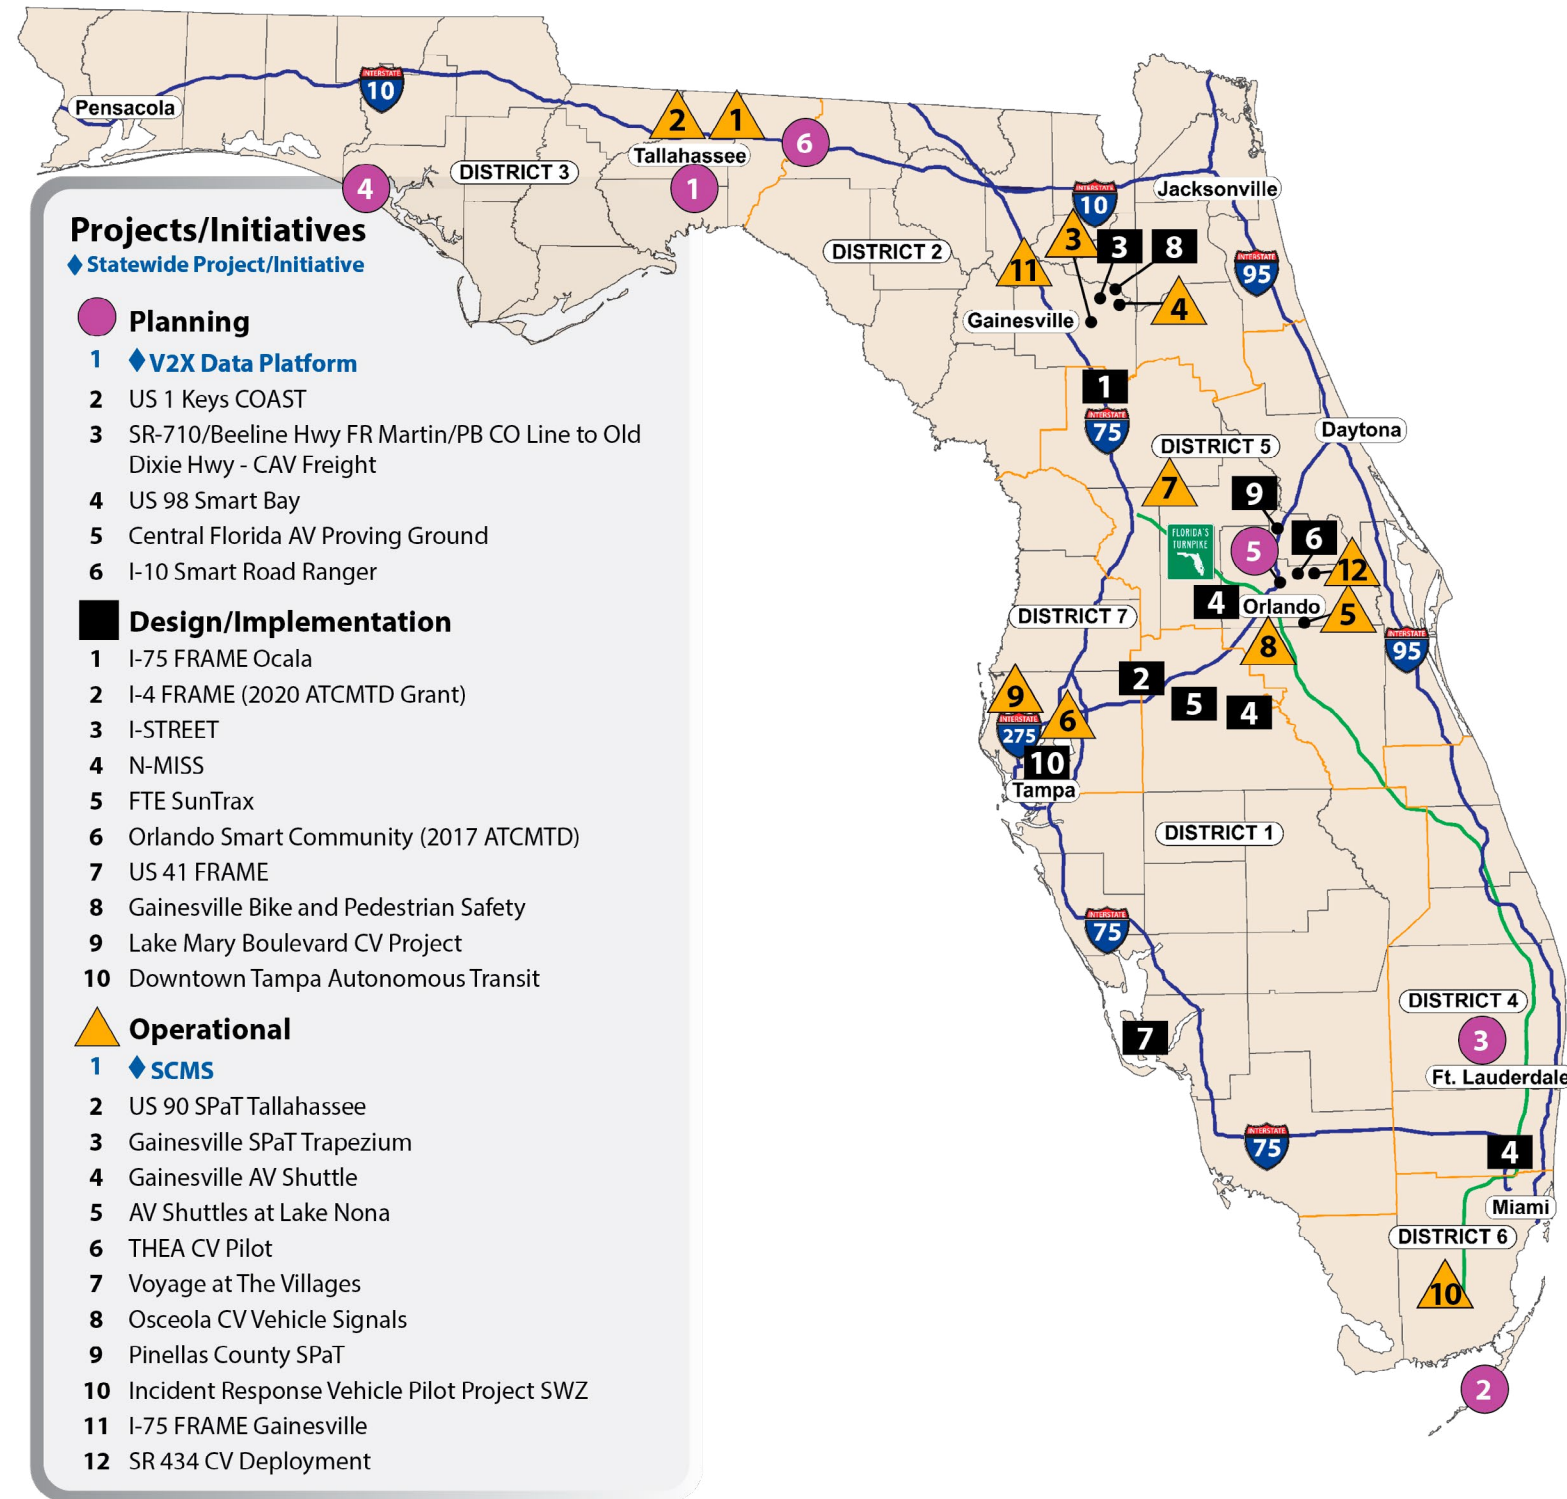 Projects/Initiatives
Statewide Project/Initiative
Planning
1 V2X Data Platform
2 US 1 Keys COAST
3 SR-710/Beeline Hwy FR Martin/PB CO Line to Old
Dixie Hwy - CAV Freight
4 US 98 Smart Bay
5 Central Florida AV Proving Ground
6 I-10 Smart Road Ranger
Design/Implementation
1 I-75 FRAME Ocala
2 I-4 FRAME (2020 ATCMTD Grant)
3 I-STREET
4 N-MISS
5 FTE SunTrax
6 Orlando Smart Community (2017 ATCMTD)
7 US 41 FRAME
8 Gainesville Bike and Pedestrian Safety
9 Lake Mary Boulevard CV Project
10 Downtown Tampa Autonomous Transit
Operational
1 SCMS
2 US 90 SPaT Tallahassee
3 Gainesville SPaT Trapezium
4 Gainesville AV Shuttle
5 AV Shuttles at Lake Nona
6 THEA CV Pilot
7 Voyage at The Villages
8 Osceola CV Vehicle Signals
9 Pinellas County SPaT
10 Incident Response Vehicle Pilot Project SWZ
11 I-75 FRAME Gainesville
12 SR 434 CV Deployment
INTERSTATE
10
Pensacola
2
1
6
Tallahassee
DISTRICT 3
4
1
Jacksonville
INTERSTATE
10
3
3
8
DISTRICT 2
11
INTERSTATE
95
4
Gainesville
1
INTERSTATE
75
Daytona
DISTRICT 5
7
9
FLORIDA'S
TURNPIKE
5
6
12
4
Orlando
5
DISTRICT 7
8
INTERSTATE
95
2
9
5
4
6
INTERSTATE
275
10
Tampa
DISTRICT 1
INTERSTATE
75
DISTRICT 4
3
7
Ft. Lauderdale
INTERSTATE
75
4
Miami
DISTRICT 6
10
2